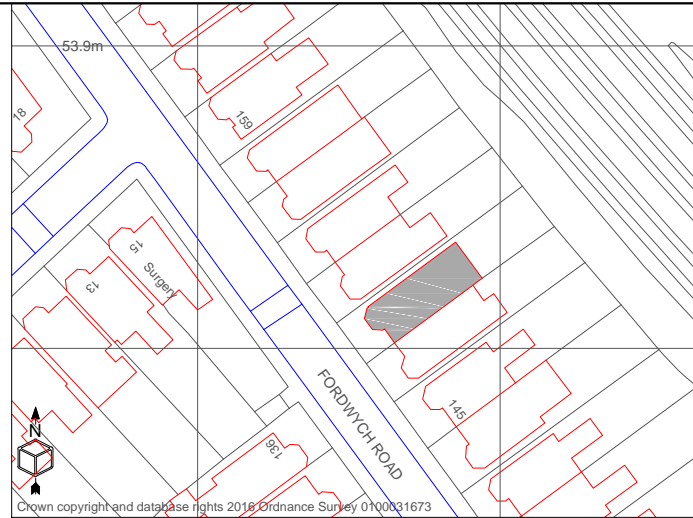 53.9m
18
159
15
Surgery
13
FORDWYCH ROAD
145
136
N
Crown copyright and database rights 2016 Ordnance Survey 0100031673